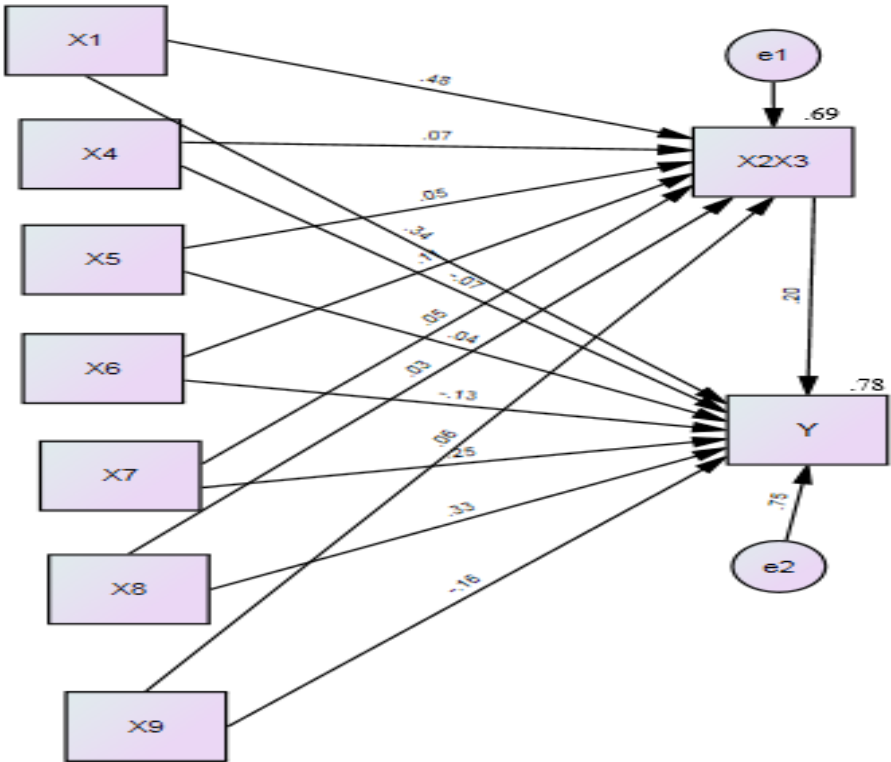 X1
e1
.48
.69
X4
.07
X2X3
.05
X5
.34
-.07
.20
.05
.04
X6
.03
.78
-.13
Y
.06
X7
.25
.33
.75
X8
-.16
e2
X9